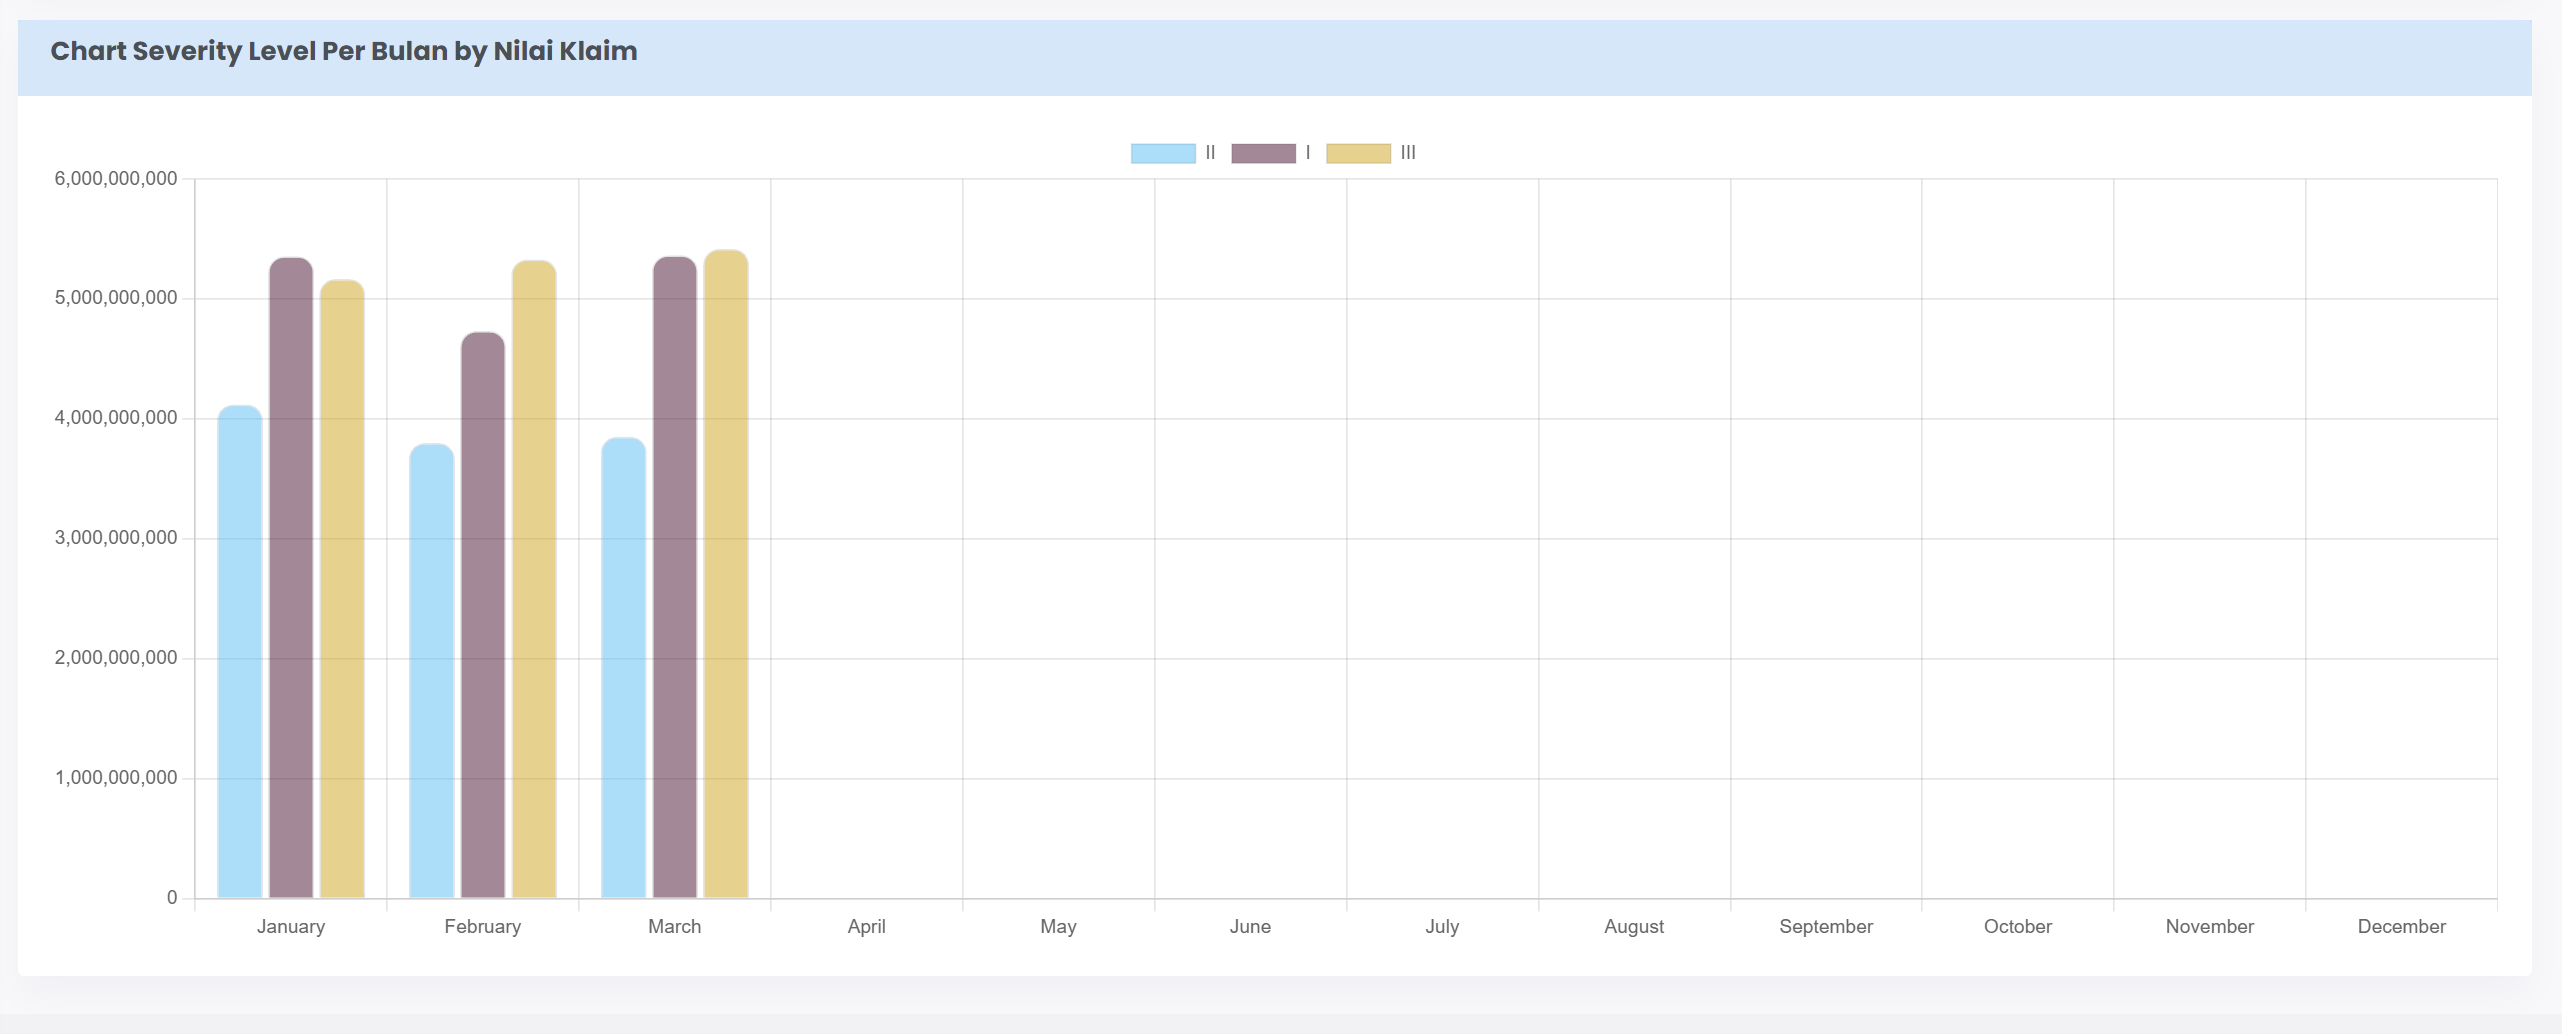 Chart Severity Level Per Bulan by Nilai Klaim
II I III
6,000,000,000
5,000,000,000
4,000,000,000
3,000,000,000
2,000,000,000
1,000,000,000
0
January February March April May June July August September October November December